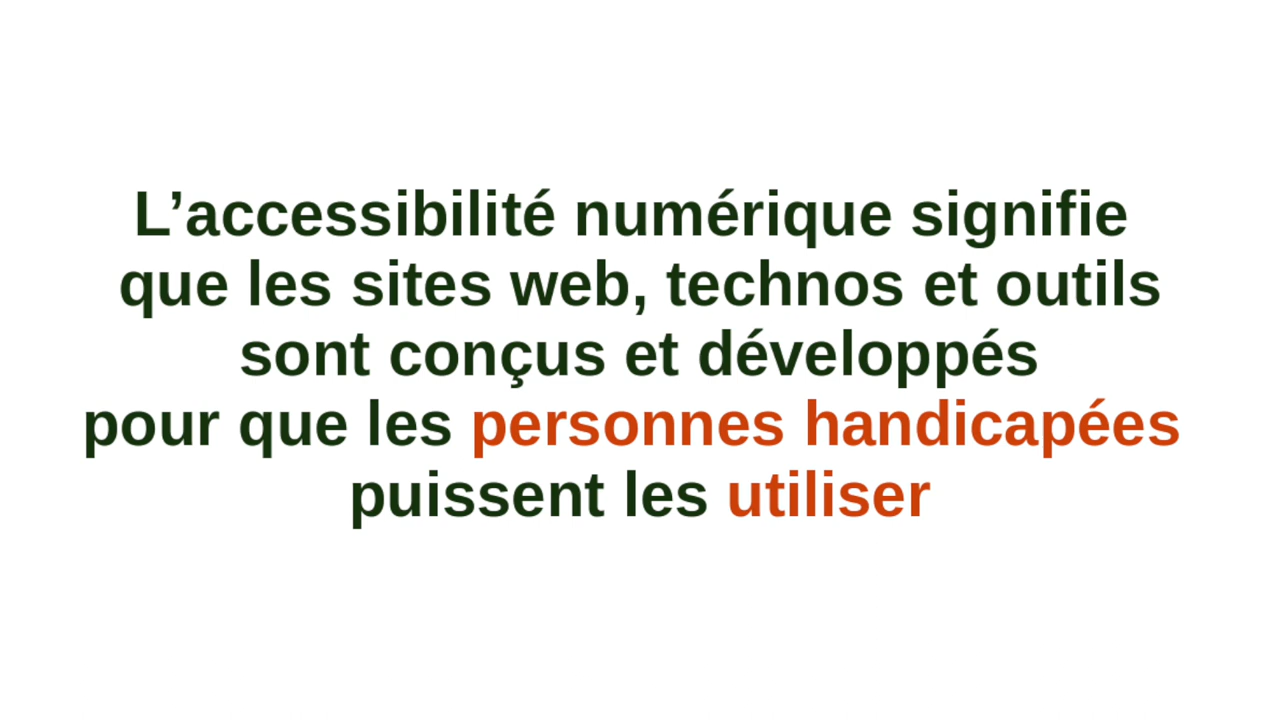 L’accessibilité numérique signifie
que les sites web, technos et outils
sont conçus et développés
pour que les personnes handicapées
puissent les utiliser